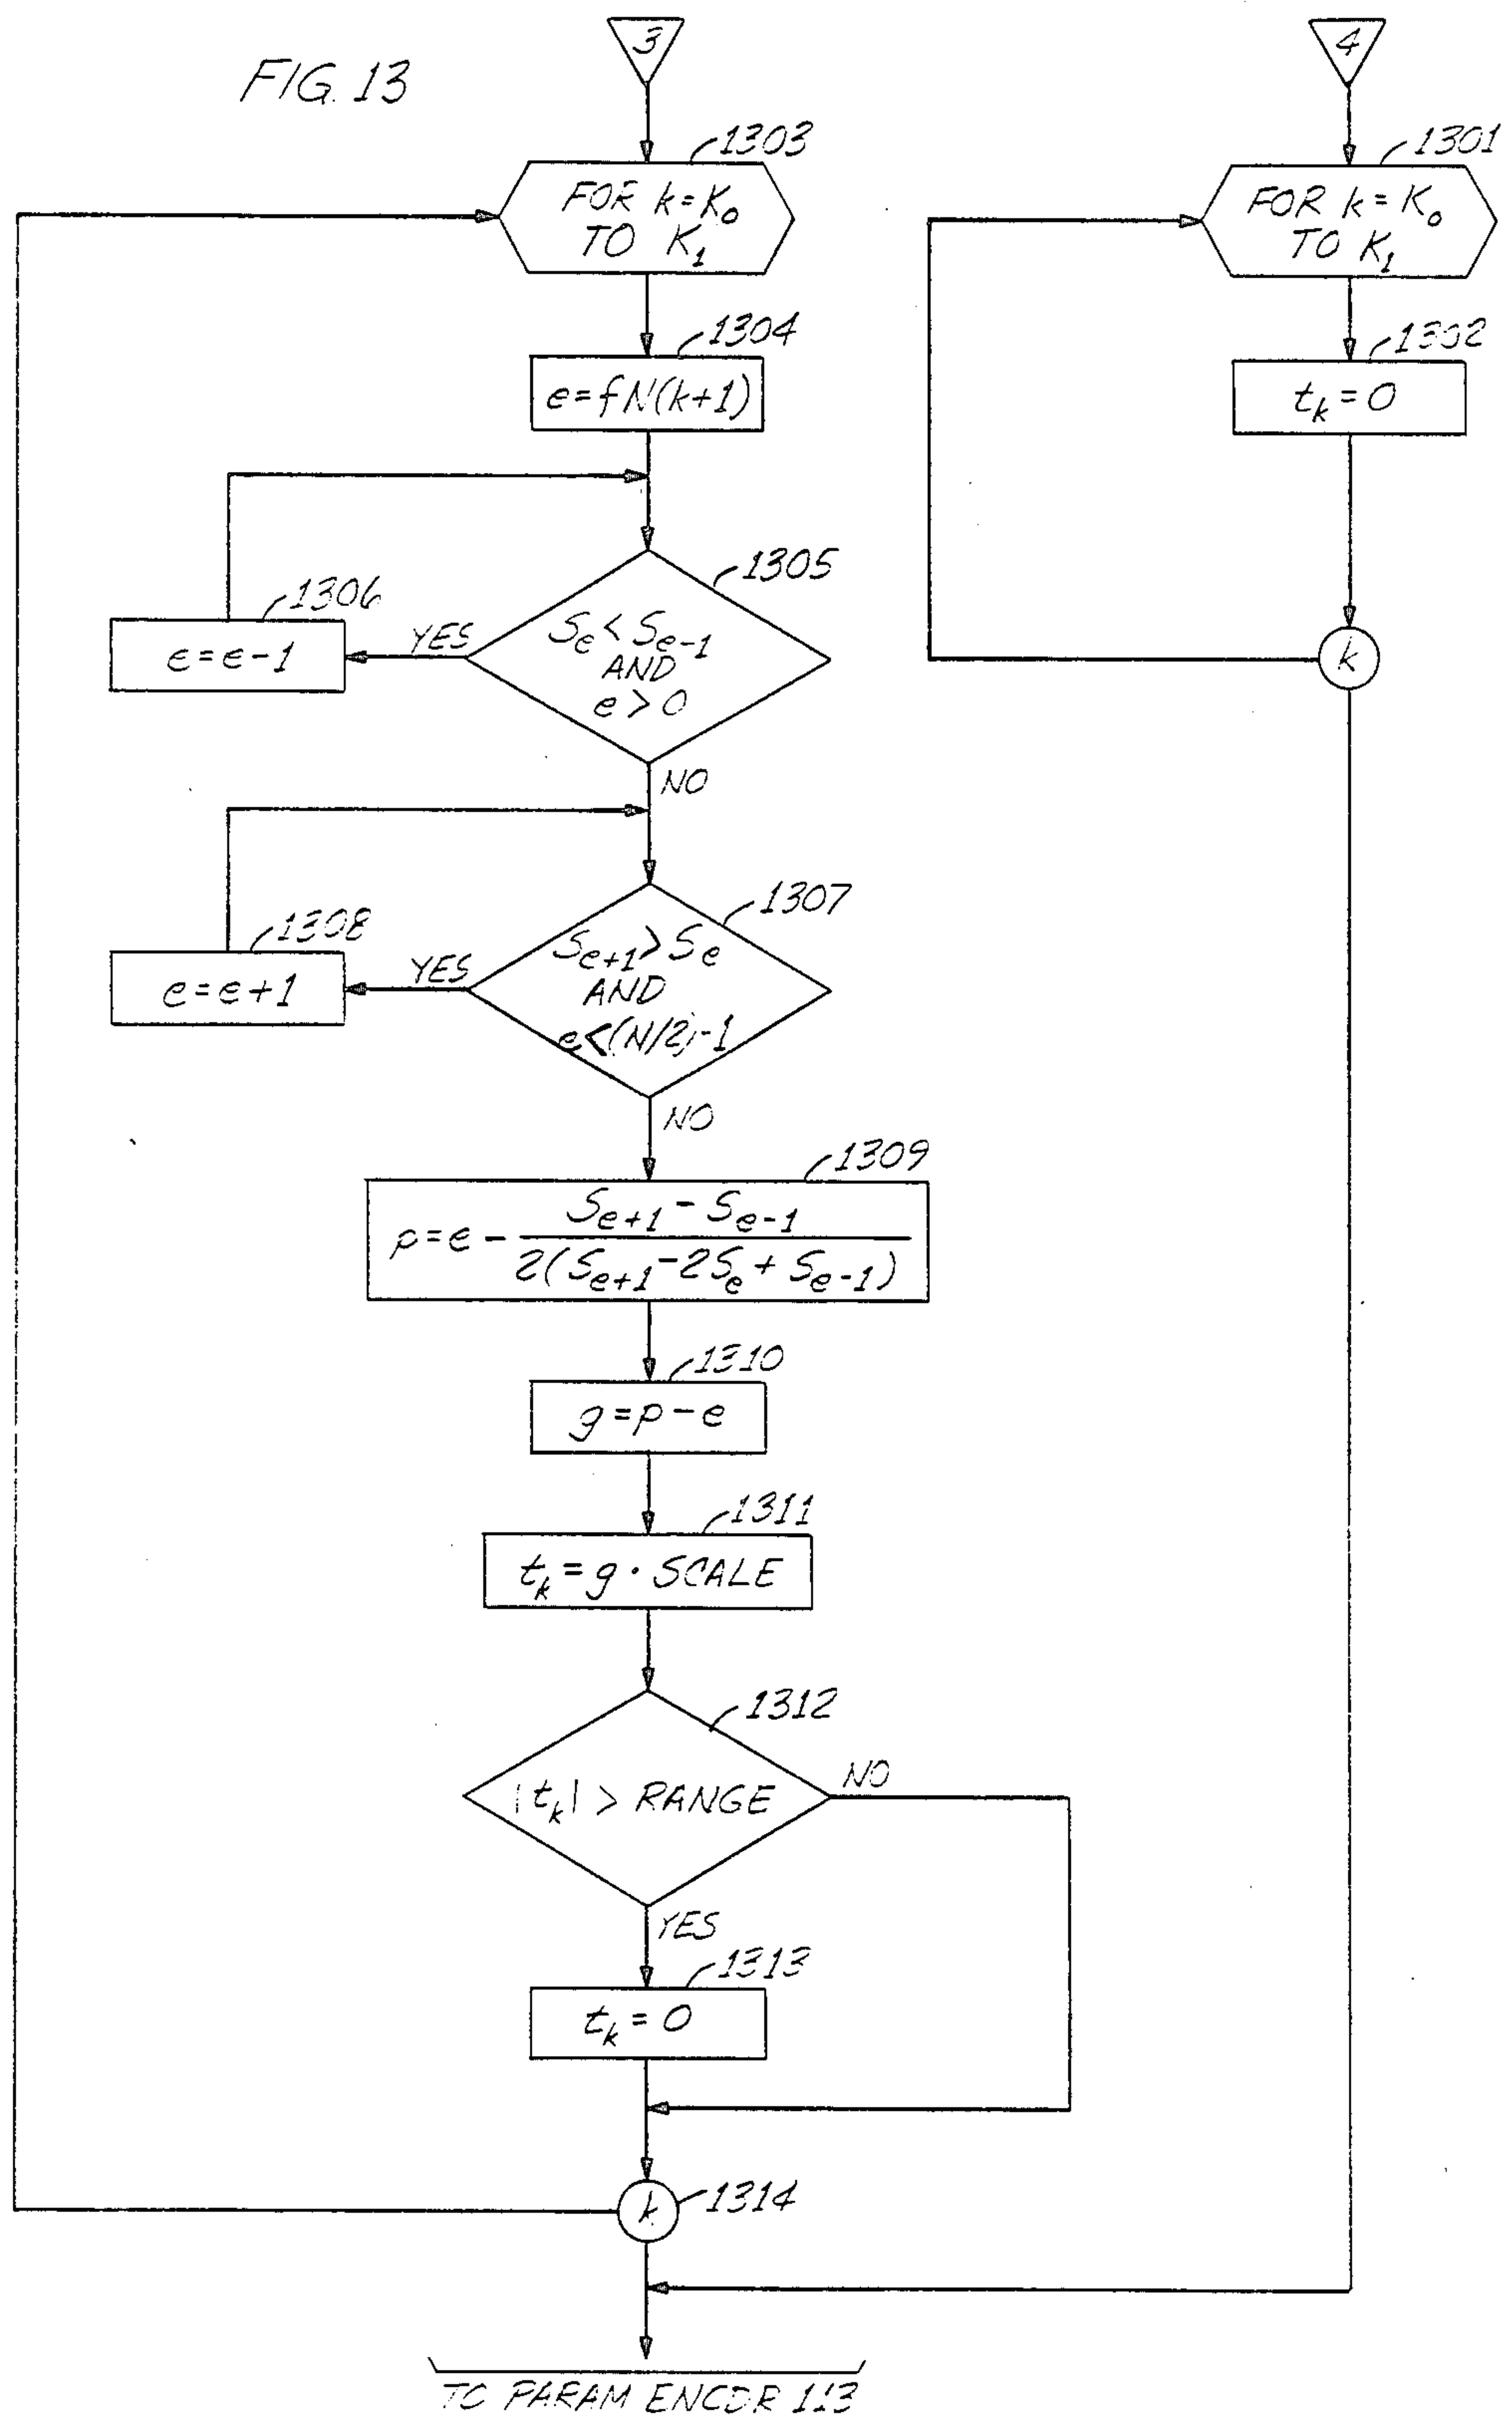 FIG. 13
3
1303
FOR k=K₀
TO K₁
1304
e=fN(k+1)
1305
Sₑ < Sₑ₋₁
AND
e > 0
YES
1306
e=e-1
NO
1307
Sₑ₊₁ > Sₑ
AND
e<(N/2)-1
YES
1308
e=e+1
NO
1309
p=e - (Sₑ₊₁ - Sₑ₋₁) / 2(Sₑ₊₁ - 2Sₑ + Sₑ₋₁)
1310
g=p-e
1311
tₖ = g · SCALE
1312
|tₖ| > RANGE
NO
YES
1313
tₖ = 0
k
1314
4
1301
FOR k=K₀
TO K₁
1302
tₖ = 0
k
TO PARAM ENCDR 113